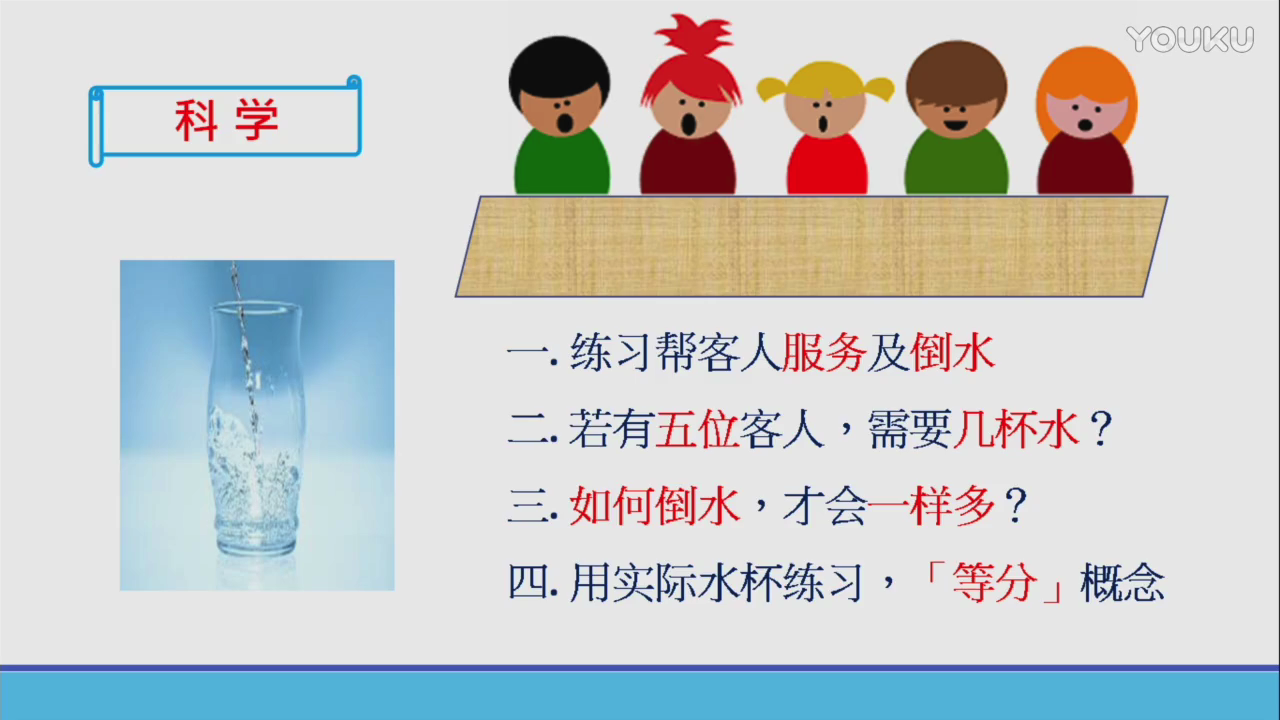 YOUKU
科学
一. 练习帮客人服务及倒水
二. 若有五位客人，需要几杯水？
三. 如何倒水，才会一样多？
四. 用实际水杯练习，「等分」概念